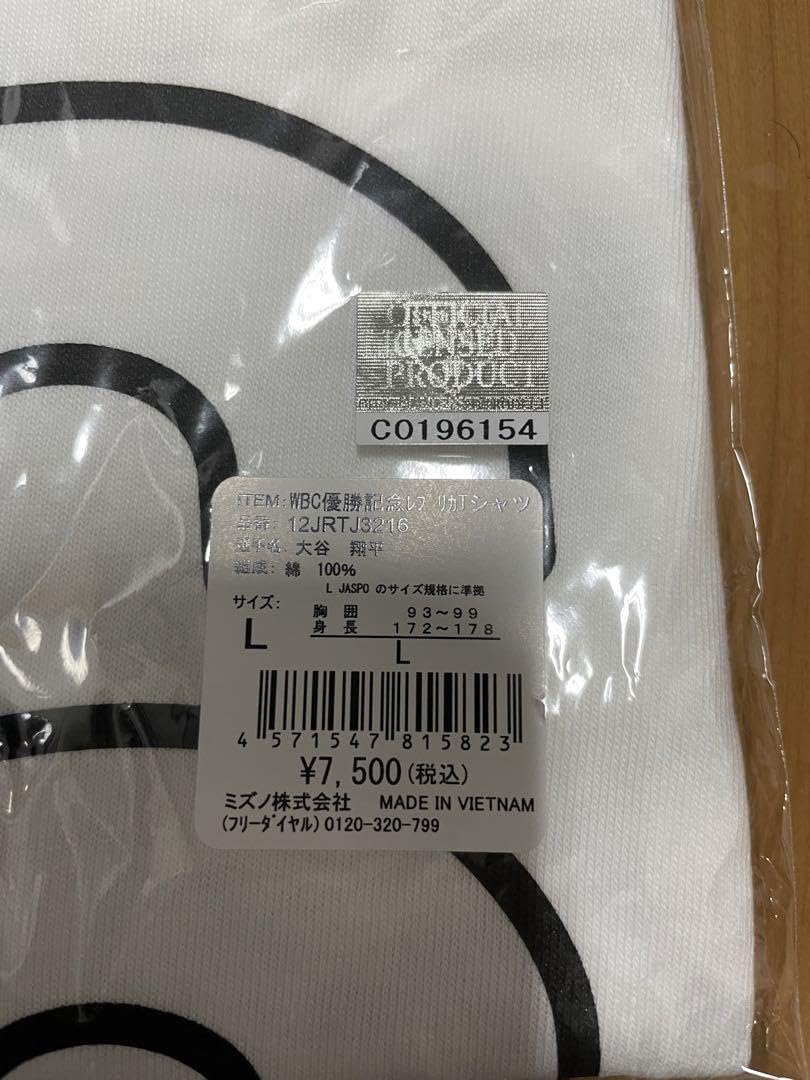 OFFICIAL
LICENSED
PRODUCT
C0196154
ITEM: WBC優勝記念ﾚﾌﾟﾘｶTシャツ
品番: 12JRTJ3216
選手名: 大谷 翔平
組成: 綿 100%
L JASPO のサイズ規格に準拠
サイズ: 胸囲 93～99
L 身長 172～178
L
4 571547 815823
¥7,500(税込)
ミズノ株式会社 MADE IN VIETNAM
(フリーダイヤル)0120-320-799